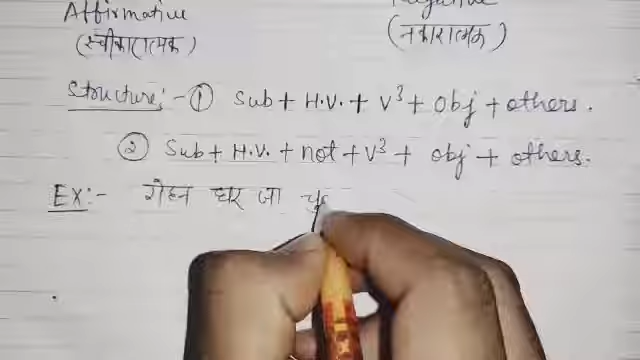 Affirmative Negative
(स्वीकारात्मक) (नकारात्मक)
Structure:- ① Sub + H.V. + V³ + Obj + others.
② Sub + H.V. + not + V³ + obj + others.
EX:- रोहन घर जा चु